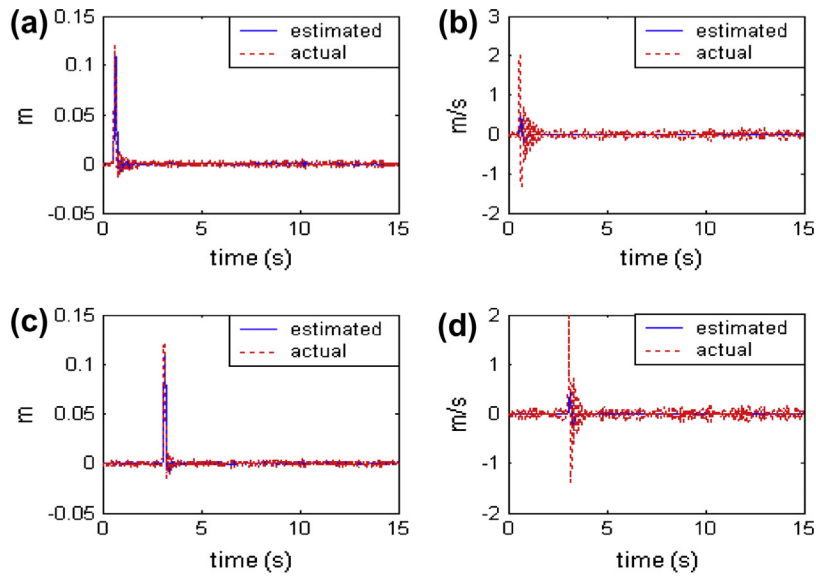 (a)
0.15
0.1
0.05
0
-0.05
m
estimated
actual
0 5 10 15
time (s)
(b)
3
2
1
0
-1
-2
m/s
estimated
actual
0 5 10 15
time (s)
(c)
0.15
0.1
0.05
0
-0.05
m
estimated
actual
0 5 10 15
time (s)
(d)
2
1
0
-1
-2
m/s
estimated
actual
0 5 10 15
time (s)